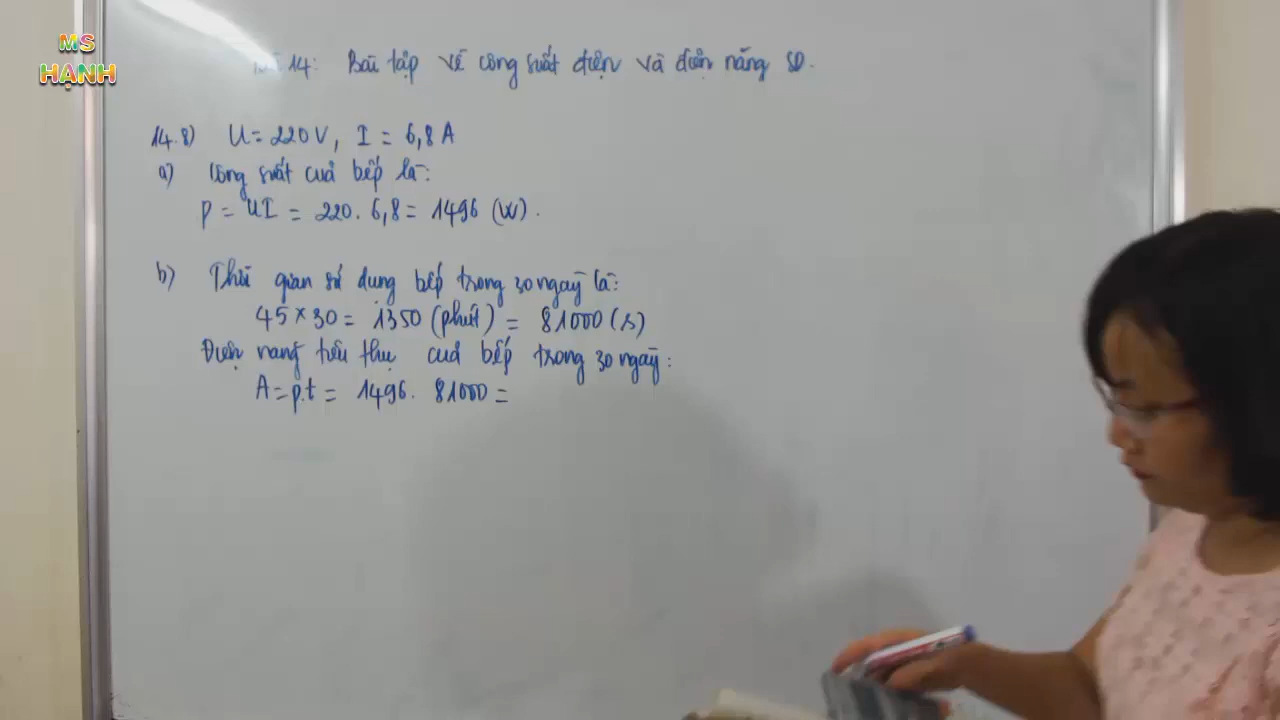 MS
HẠNH
14: Bài tập về công suất điện và điện năng SD.
14.8) U = 220V, I = 6,8 A
a) Công suất của bếp là:
P = UI = 220. 6,8 = 1496 (W).
b) Thời gian sử dụng bếp trong 30 ngày là:
45 × 30 = 1350 (phút) = 81000 (s)
Điện năng tiêu thụ của bếp trong 30 ngày:
A = p.t = 1496. 81000 =